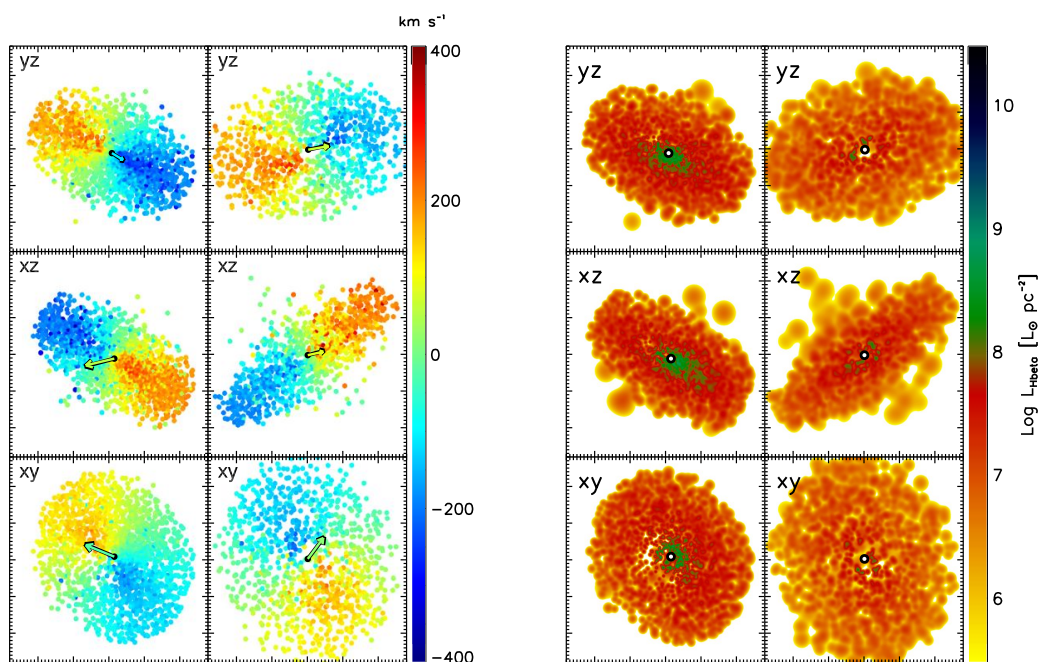 km s⁻¹
yz
yz
400
yz
yz
10
200
9
xz
xz
xz
xz
0
8
Log L_Hbeta [L_⊙ pc⁻²]
xy
xy
xy
xy
7
−200
6
−400